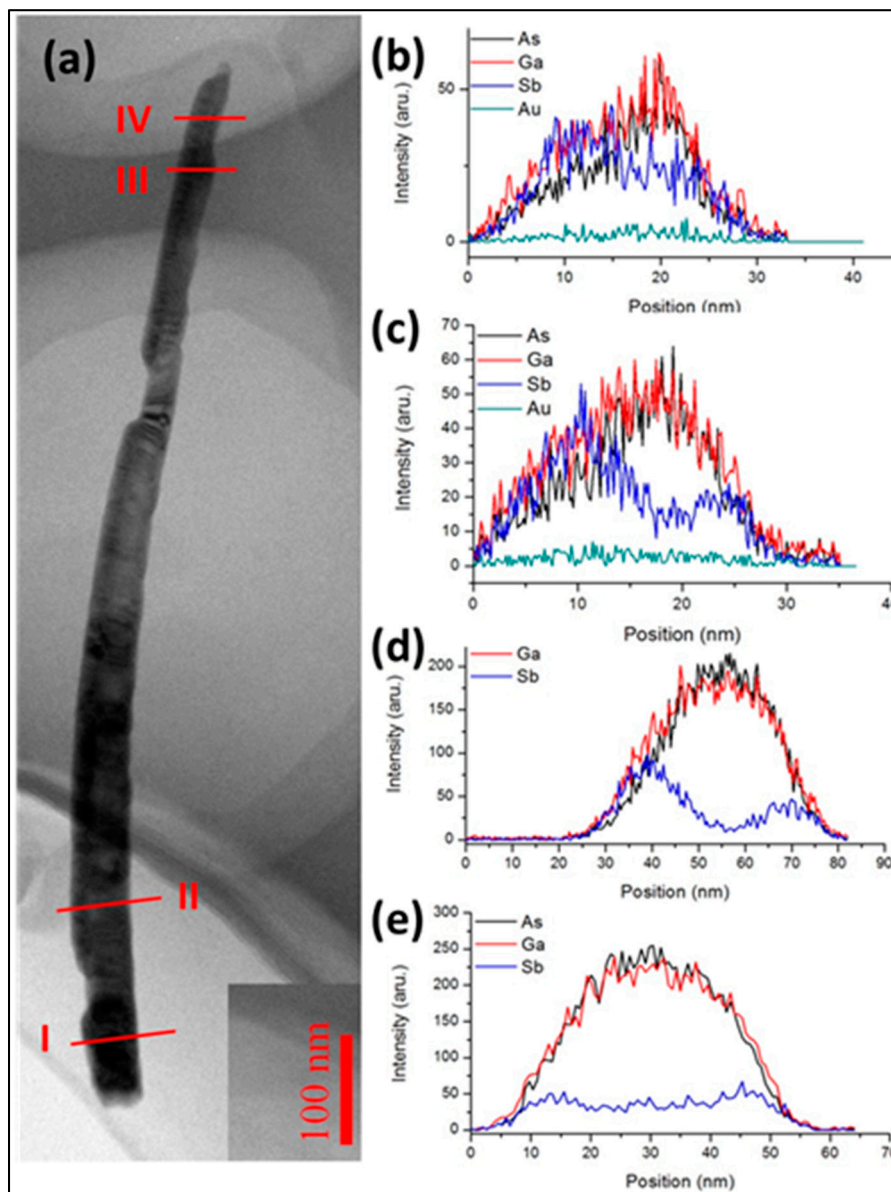 (a)
IV
III
II
I
100 nm
(b)
As
Ga
Sb
Au
Intensity (aru.)
50
0
0 10 20 30 40
Position (nm)
(c)
As
Ga
Sb
Au
Intensity (aru.)
70
60
50
40
30
20
10
0
0 10 20 30 40
Position (nm)
(d)
Ga
Sb
Intensity (aru.)
200
150
100
50
0
0 10 20 30 40 50 60 70 80 90
Position (nm)
(e)
As
Ga
Sb
Intensity (aru.)
300
250
200
150
100
50
0
0 10 20 30 40 50 60 70
Position (nm)